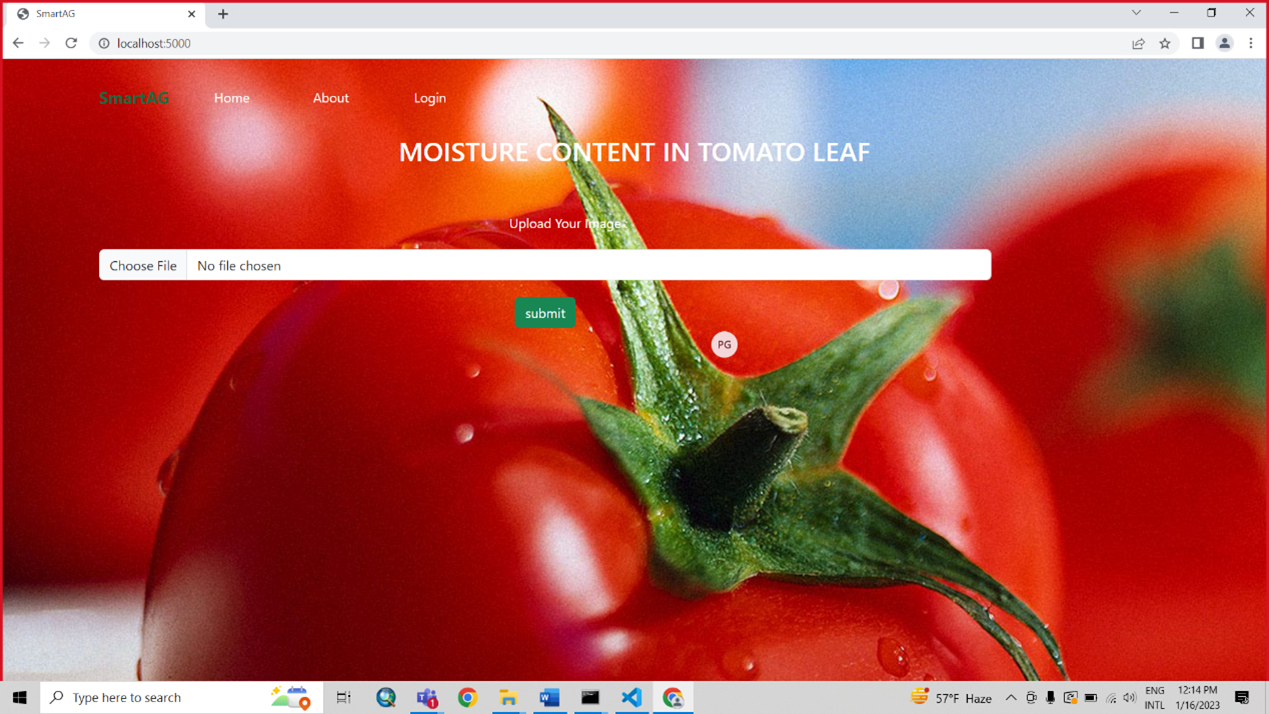 SmartAG
localhost:5000
SmartAG Home About Login
MOISTURE CONTENT IN TOMATO LEAF
Upload Your Image:
Choose File No file chosen
submit
PG
Type here to search
1
57°F Haze
ENG
INTL
12:14 PM
1/16/2023